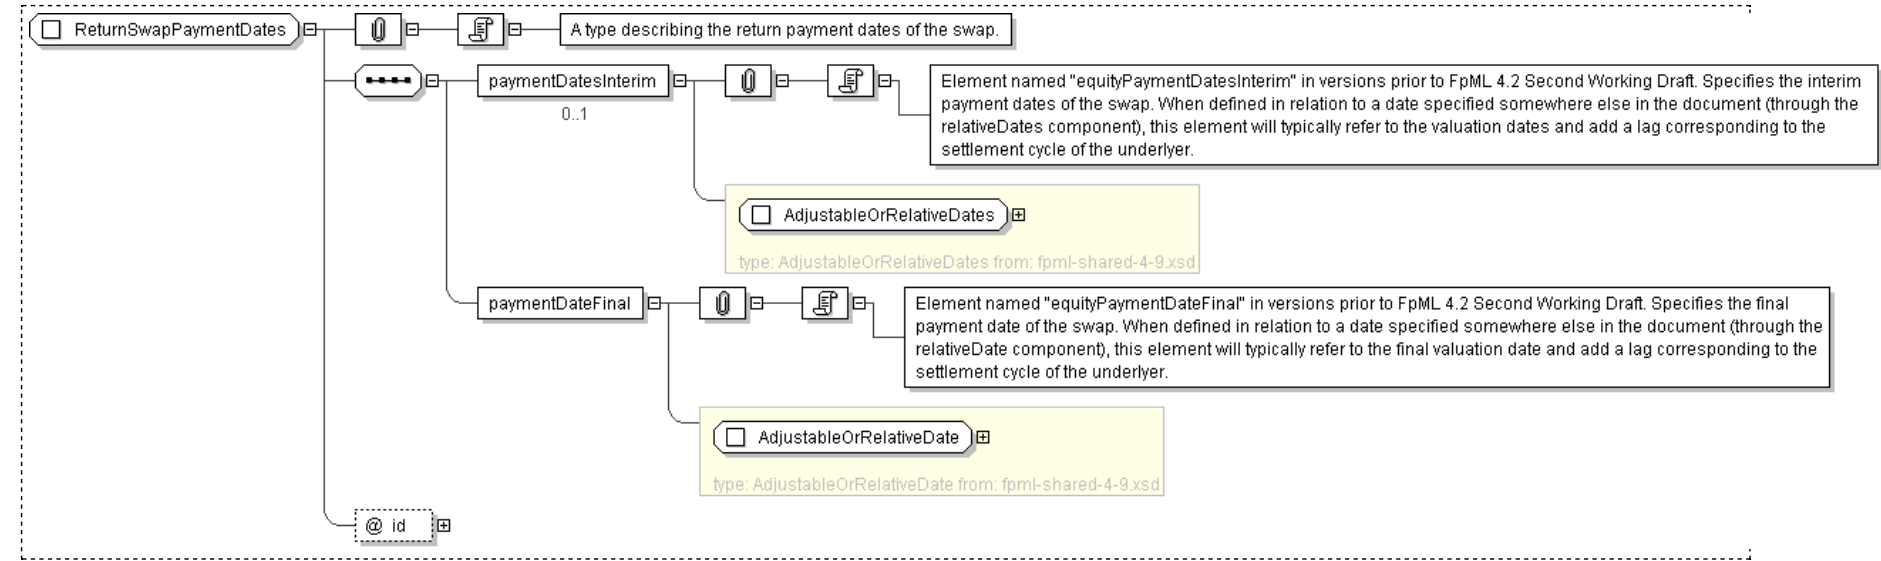 ReturnSwapPaymentDates
A type describing the return payment dates of the swap.
paymentDatesInterim
0..1
Element named "equityPaymentDatesInterim" in versions prior to FpML 4.2 Second Working Draft. Specifies the interim
payment dates of the swap. When defined in relation to a date specified somewhere else in the document (through the
relativeDates component), this element will typically refer to the valuation dates and add a lag corresponding to the
settlement cycle of the underlyer.
AdjustableOrRelativeDates
type: AdjustableOrRelativeDates from: fpml-shared-4-9.xsd
paymentDateFinal
Element named "equityPaymentDateFinal" in versions prior to FpML 4.2 Second Working Draft. Specifies the final
payment date of the swap. When defined in relation to a date specified somewhere else in the document (through the
relativeDate component), this element will typically refer to the final valuation date and add a lag corresponding to the
settlement cycle of the underlyer.
AdjustableOrRelativeDate
type: AdjustableOrRelativeDate from: fpml-shared-4-9.xsd
@ id